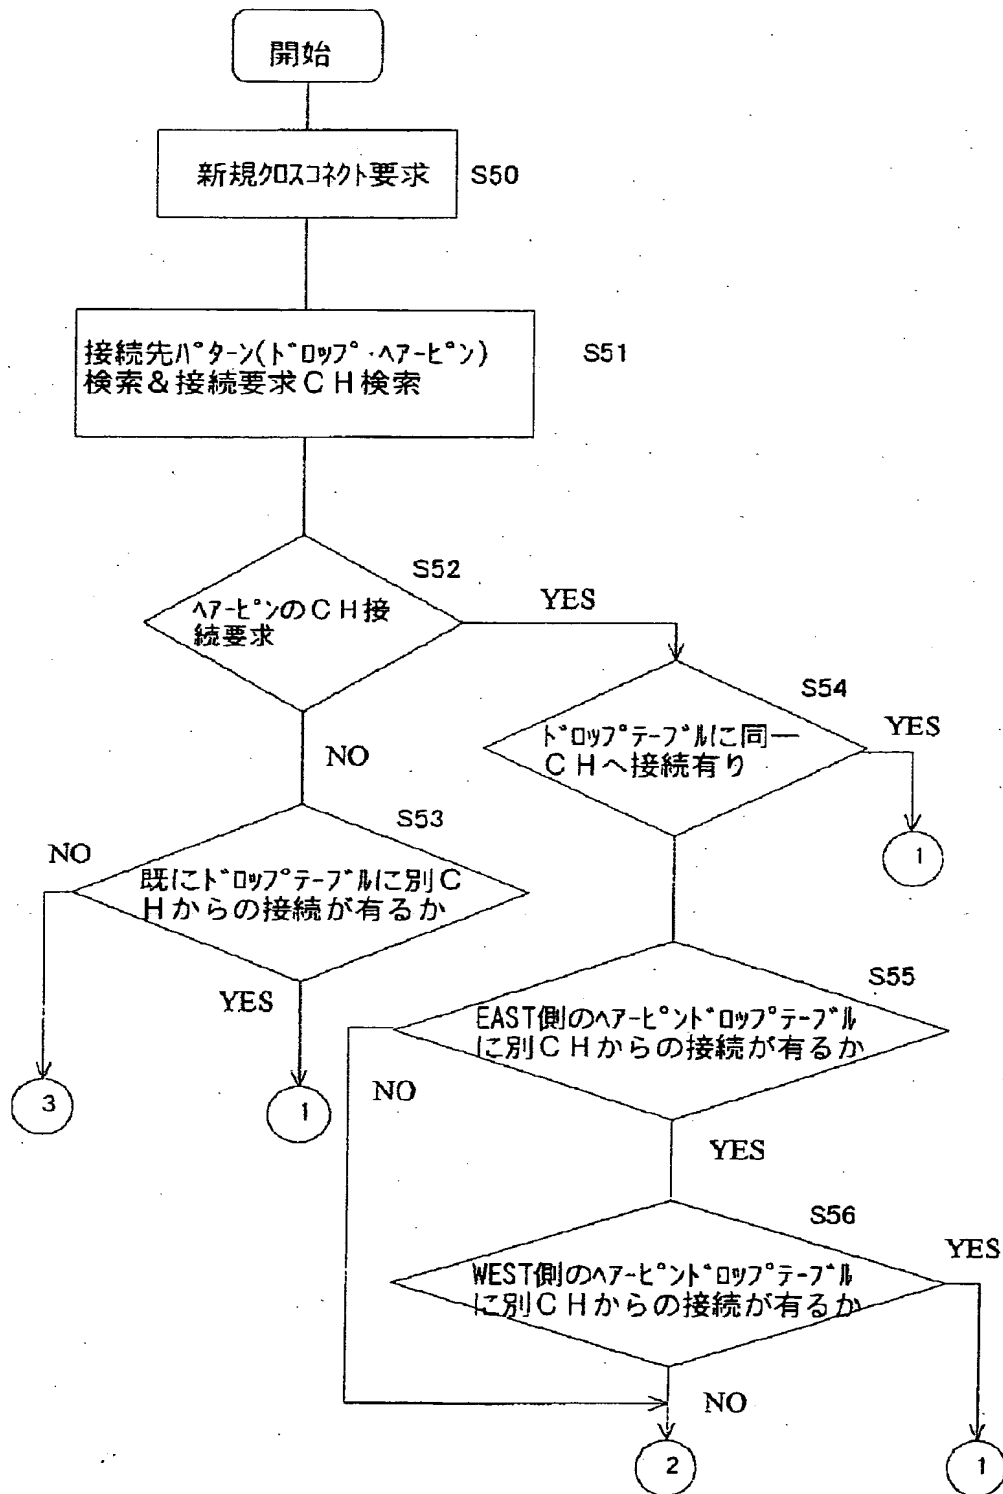 開始
新規ｸﾛｽｺﾈｸﾄ要求
S50
接続先ﾊﾟﾀｰﾝ(ﾄﾞﾛｯﾌﾟ・ﾍｱｰﾋﾟﾝ)
検索＆接続要求ＣＨ検索
S51
S52
ﾍｱｰﾋﾟﾝのＣＨ接
続要求
YES
NO
S54
ﾄﾞﾛｯﾌﾟﾃｰﾌﾞﾙに同一
ＣＨへ接続有り
YES
1
S53
NO
既にﾄﾞﾛｯﾌﾟﾃｰﾌﾞﾙに別Ｃ
Ｈからの接続が有るか
YES
3
1
S55
EAST側のﾍｱｰﾋﾟﾝﾄﾞﾛｯﾌﾟﾃｰﾌﾞﾙ
に別ＣＨからの接続が有るか
NO
YES
S56
WEST側のﾍｱｰﾋﾟﾝﾄﾞﾛｯﾌﾟﾃｰﾌﾞﾙ
に別ＣＨからの接続が有るか
YES
NO
2
1